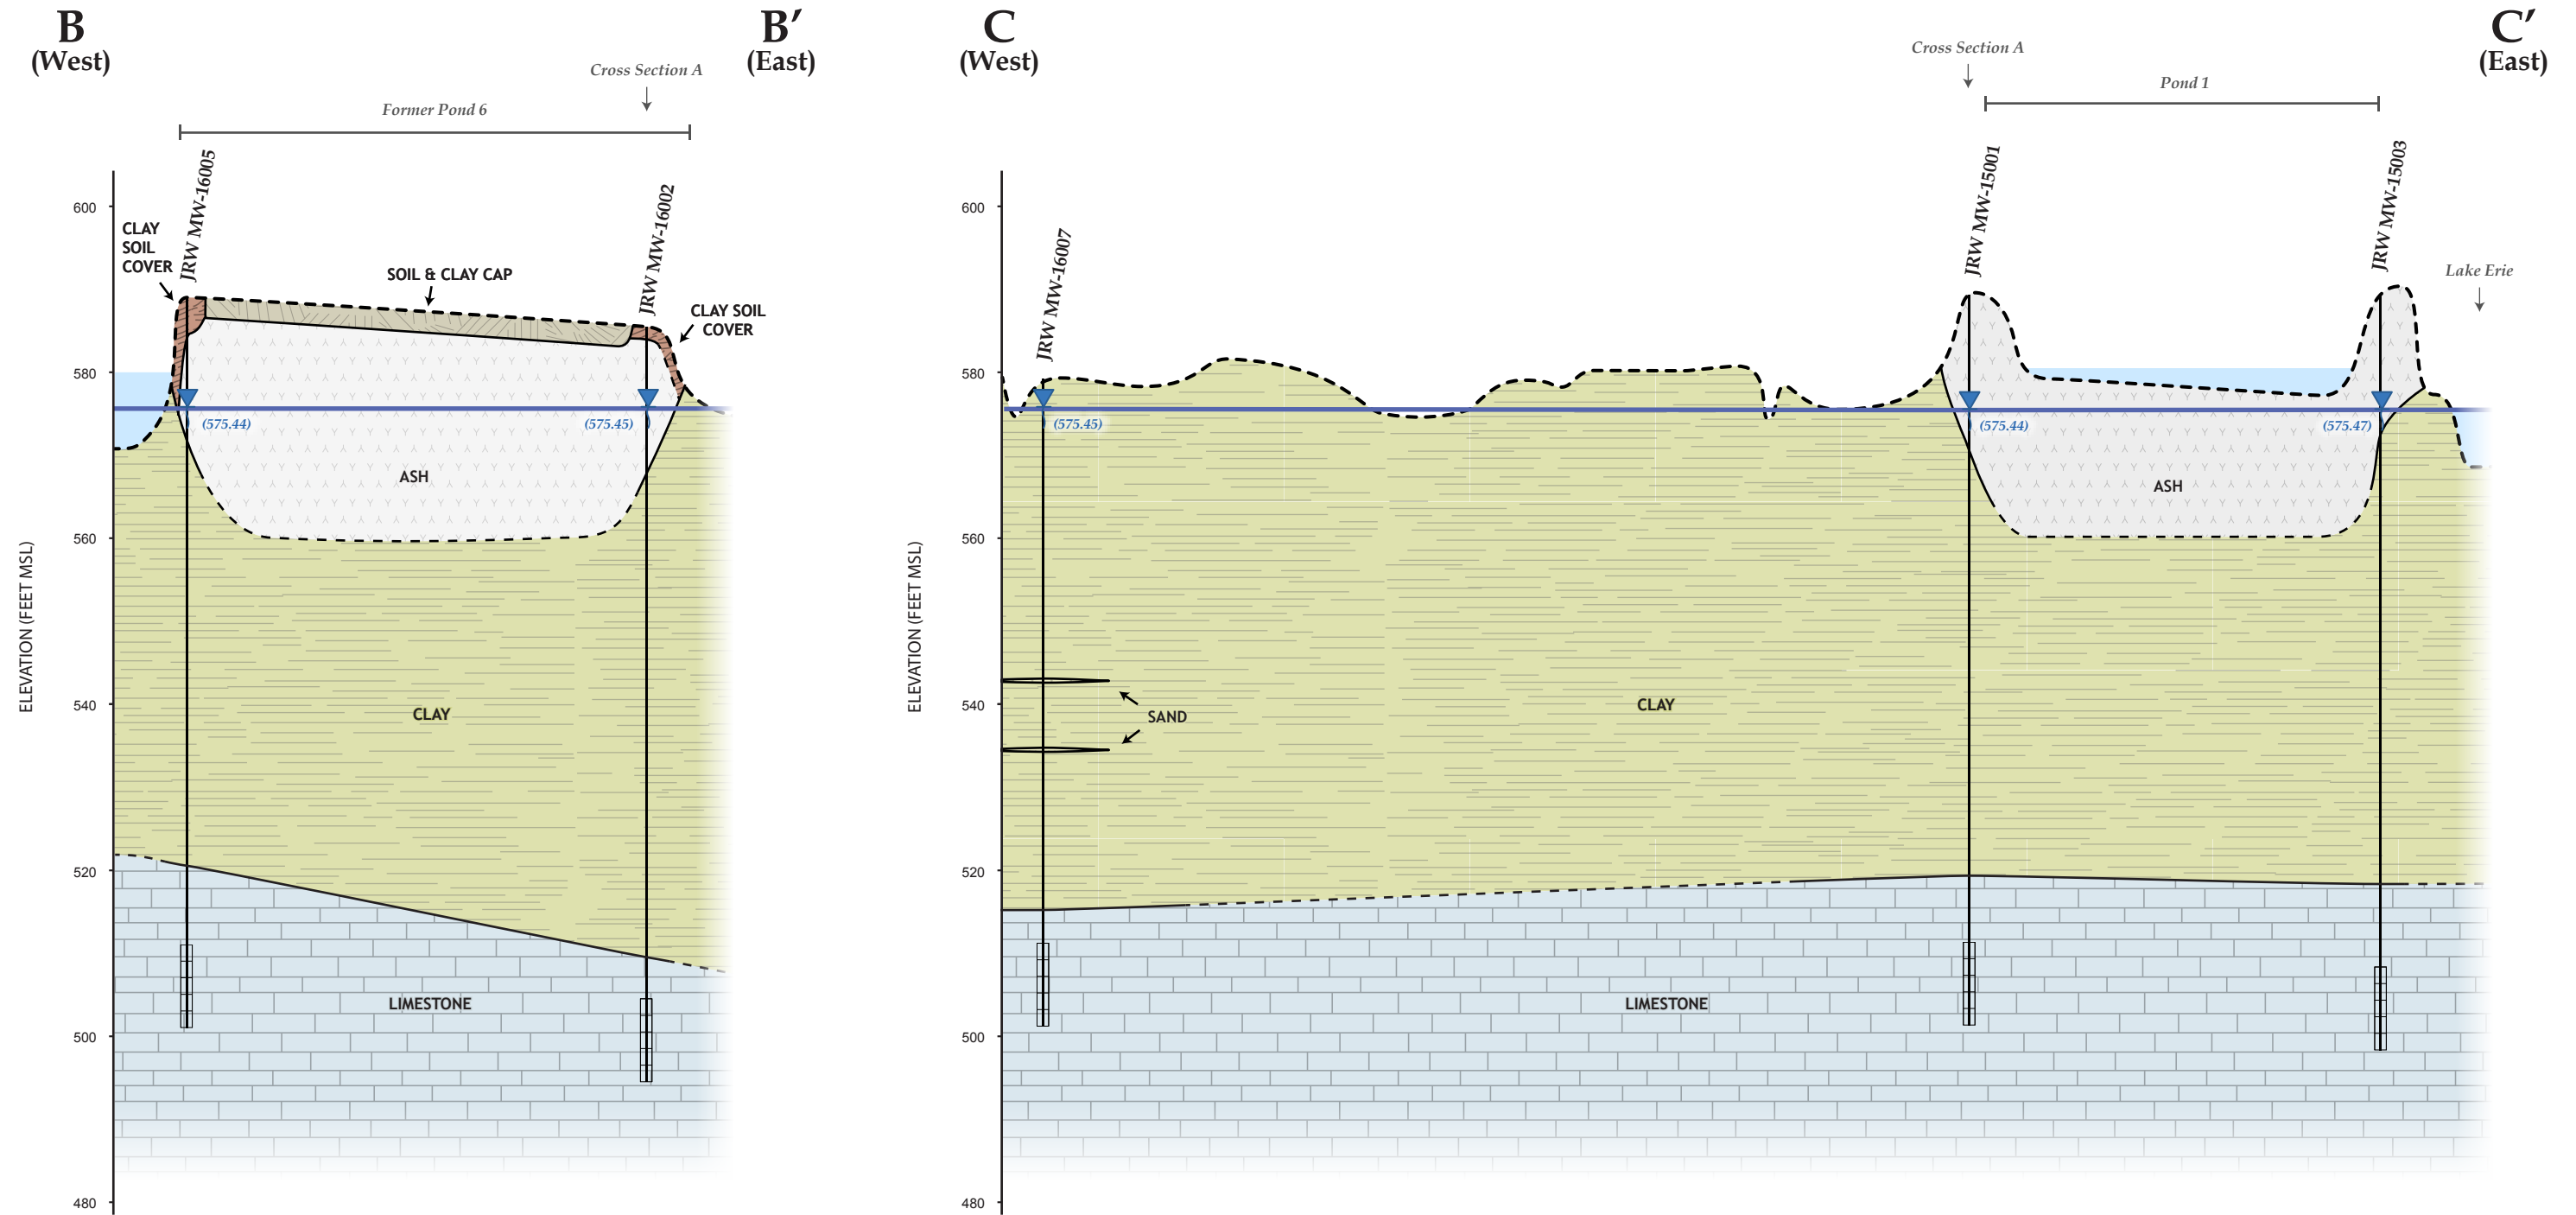 B
(West)
B′
(East)
Cross Section A
Former Pond 6
JRW MW-16005
JRW MW-16002
CLAY
SOIL
COVER
SOIL & CLAY CAP
CLAY SOIL
COVER
600
580
560
540
520
500
480
ELEVATION (FEET MSL)
(575.44)
(575.45)
ASH
CLAY
LIMESTONE
C
(West)
C′
(East)
Cross Section A
Pond 1
JRW MW-16007
JRW MW-15001
JRW MW-15003
Lake Erie
600
580
560
540
520
500
480
ELEVATION (FEET MSL)
(575.45)
(575.44)
(575.47)
ASH
SAND
CLAY
LIMESTONE